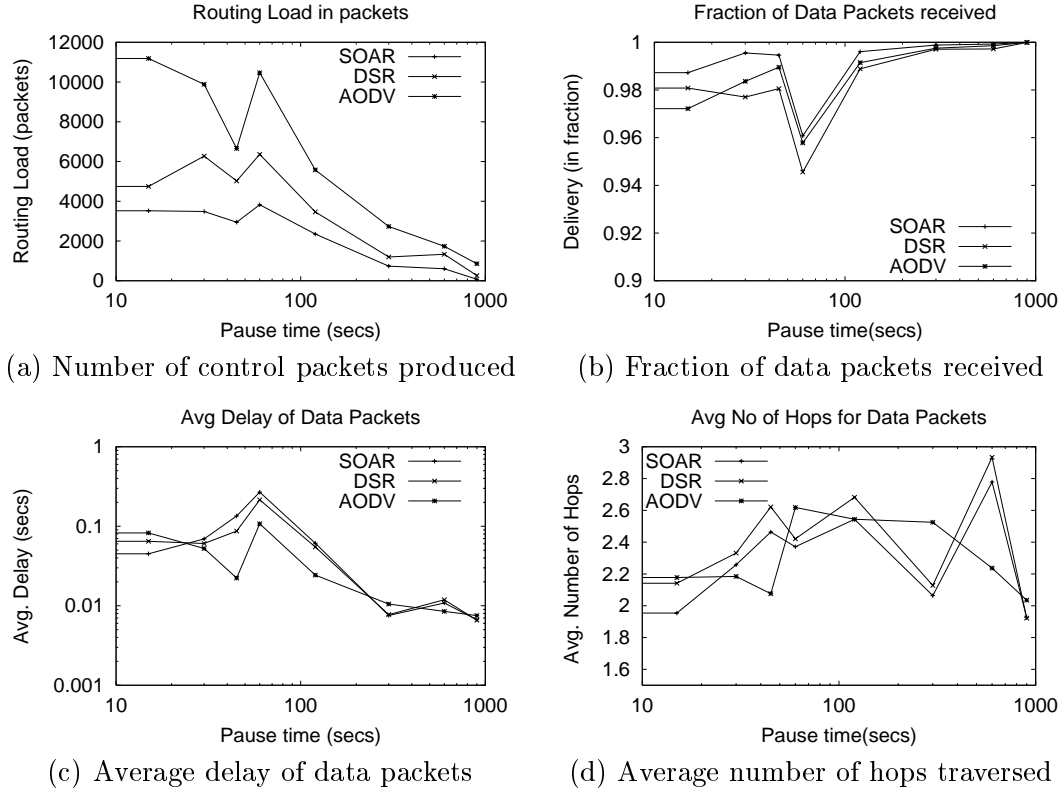 Routing Load in packets
12000
10000
8000
6000
4000
2000
0
10
100
1000
Routing Load (packets)
Pause time (secs)
SOAR
DSR
AODV
(a) Number of control packets produced
Fraction of Data Packets received
1
0.98
0.96
0.94
0.92
0.9
10
100
1000
Delivery (in fraction)
Pause time(secs)
SOAR
DSR
AODV
(b) Fraction of data packets received
Avg Delay of Data Packets
1
0.1
0.01
0.001
10
100
1000
Avg. Delay (secs)
Pause time (secs)
SOAR
DSR
AODV
(c) Average delay of data packets
Avg No of Hops for Data Packets
3
2.8
2.6
2.4
2.2
2
1.8
1.6
10
100
1000
Avg. Number of Hops
Pause time(secs)
SOAR
DSR
AODV
(d) Average number of hops traversed